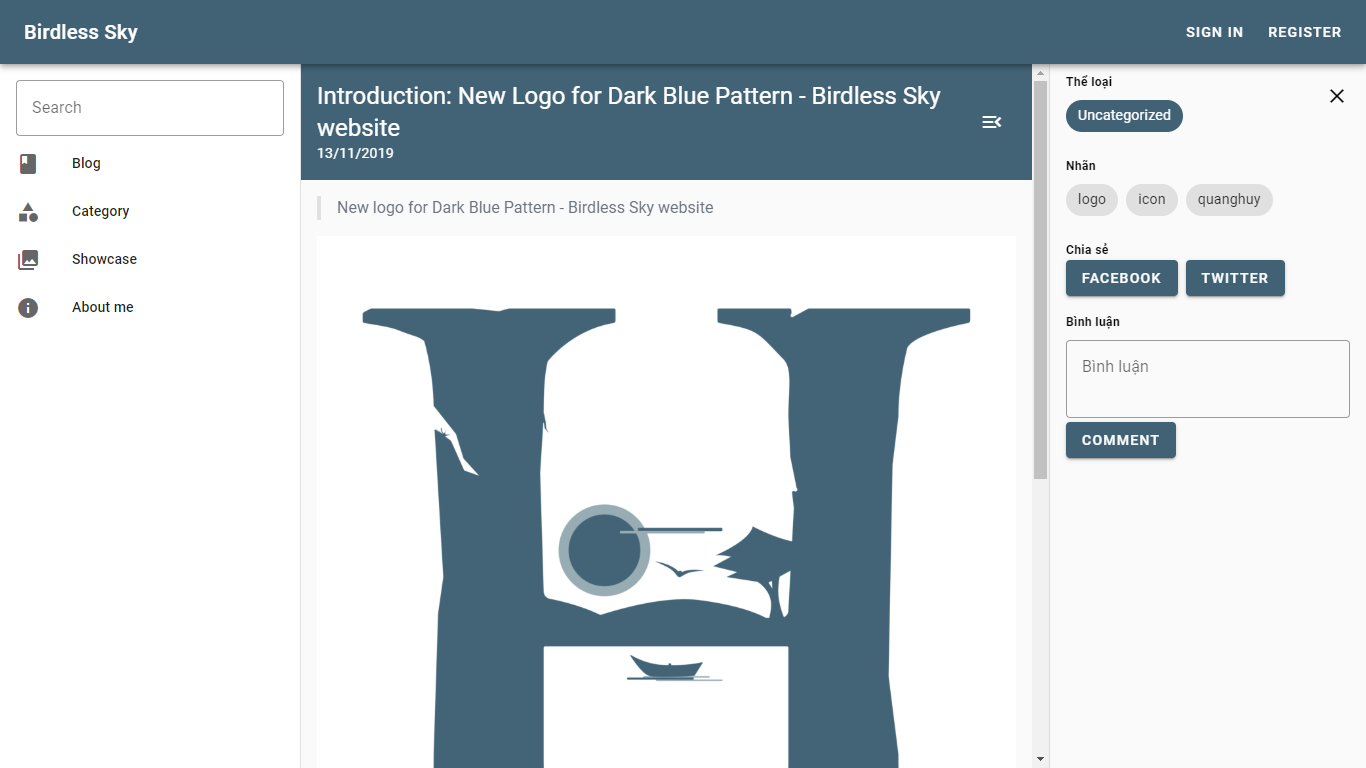 Birdless Sky
SIGN IN
REGISTER
Search
Blog
Category
Showcase
About me
Introduction: New Logo for Dark Blue Pattern - Birdless Sky
website
13/11/2019
New logo for Dark Blue Pattern - Birdless Sky website
Thể loại
Uncategorized
Nhãn
logo
icon
quanghuy
Chia sẻ
FACEBOOK
TWITTER
Bình luận
Bình luận
COMMENT